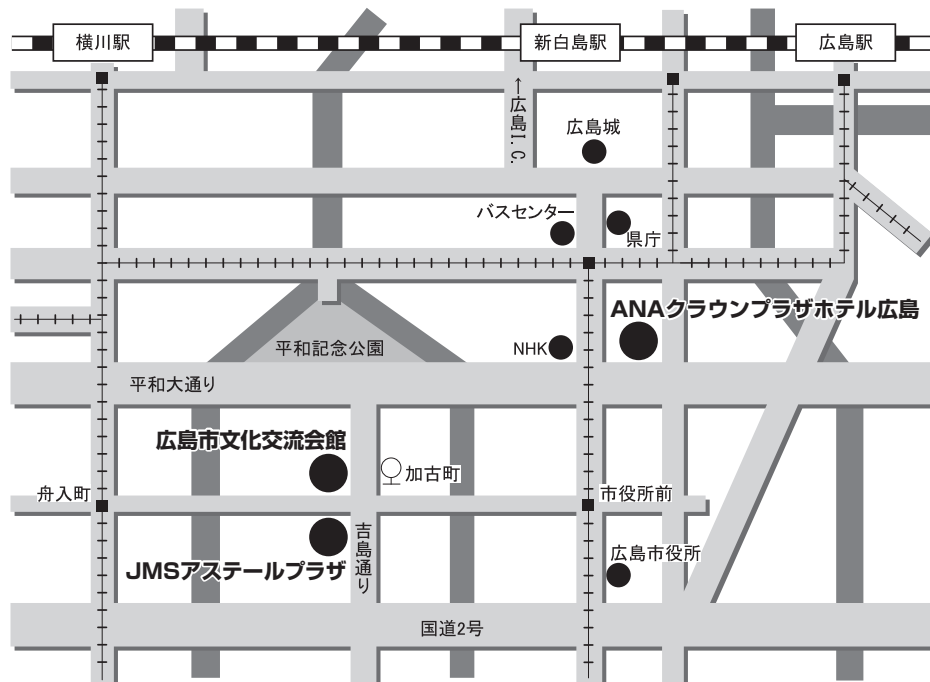 横川駅
新白島駅
広島駅
←広島I.C.
広島城
バスセンター
県庁
ANAクラウンプラザホテル広島
平和記念公園
NHK
平和大通り
広島市文化交流会館
加古町
舟入町
市役所前
吉島通り
広島市役所
JMSアステールプラザ
国道2号